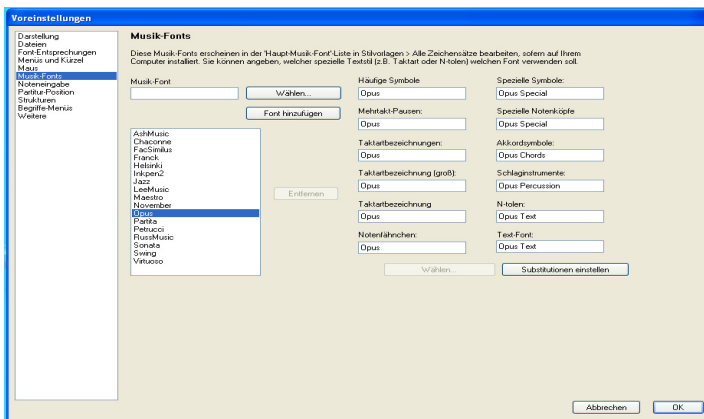 Voreinstellungen
Darstellung
Dateien
Font-Entsprechungen
Menüs und Kürzel
Maus
Musik-Fonts
Noteneingabe
Partitur-Position
Strukturen
Begriffe-Menüs
Weitere
Musik-Fonts
Diese Musik-Fonts erscheinen in der 'Haupt-Musik-Font'-Liste in Stilvorlagen > Alle Zeichensätze bearbeiten, sofern auf Ihrem
Computer installiert. Sie können angeben, welcher spezielle Textstil (z.B. Taktart oder N-tolen) welchen Font verwenden soll.
Musik-Font
Wählen...
Font hinzufügen
AshMusic
Chaconne
FacSimilus
Franck
Helsinki
Inkpen2
Jazz
LeeMusic
Maestro
November
Opus
Partita
Petrucci
RussMusic
Sonata
Swing
Virtuoso
Entfernen
Häufige Symbole
Opus
Mehrtakt-Pausen:
Opus
Taktartbezeichnungen:
Opus
Taktartbezeichnung (groß):
Opus
Taktartbezeichnung
Opus
Notenfähnchen:
Opus
Spezielle Symbole:
Opus Special
Spezielle Notenköpfe
Opus Special
Akkordsymbole:
Opus Chords
Schlaginstrumente:
Opus Percussion
N-tolen:
Opus Text
Text-Font:
Opus Text
Wählen...
Substitutionen einstellen
Abbrechen
OK